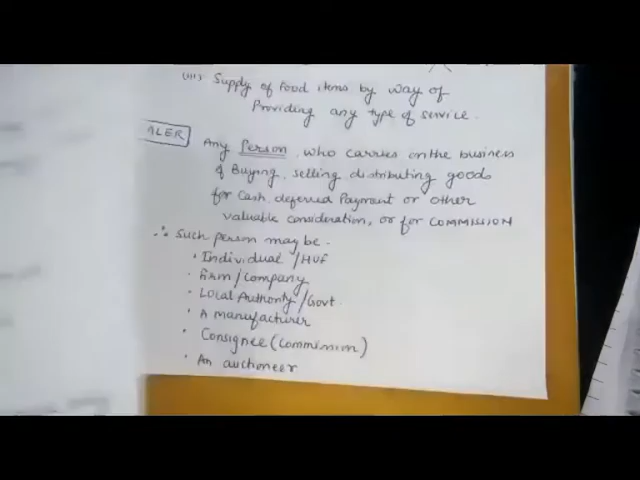 (iii) Supply of Food items by way of
Providing any type of service.
ALER
Any Person, who carries on the business
of Buying, selling, distributing goods
for Cash, deferred Payment or other
valuable consideration, or for COMMISSION
∴ Such person may be.
• Individual /HUF
• Firm/Company
• Local Authority/Govt.
• A manufacturer
• Consignee (Commission)
• An auctioneer